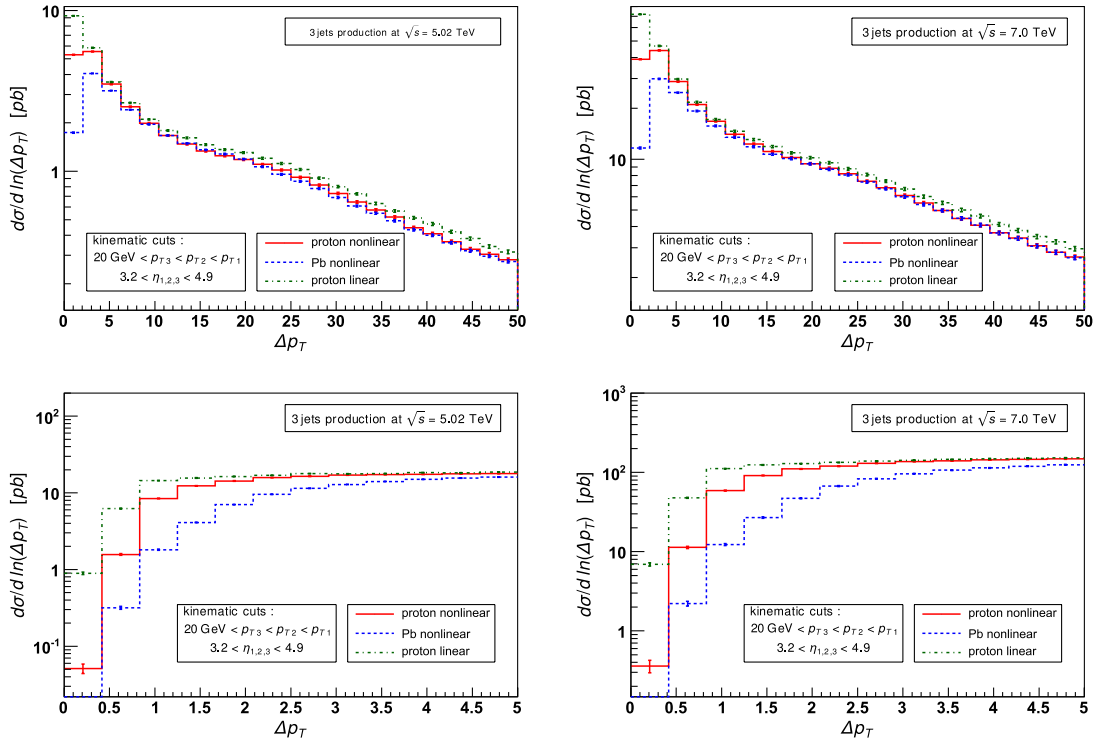 3 jets production at √s = 5.02 TeV
dσ/d ln(Δp_T) [pb]
10
1
kinematic cuts :
20 GeV < p_T3 < p_T2 < p_T1
3.2 < η_1,2,3 < 4.9
proton nonlinear
Pb nonlinear
proton linear
0 5 10 15 20 25 30 35 40 45 50
Δp_T
3 jets production at √s = 7.0 TeV
dσ/d ln(Δp_T) [pb]
10
kinematic cuts :
20 GeV < p_T3 < p_T2 < p_T1
3.2 < η_1,2,3 < 4.9
proton nonlinear
Pb nonlinear
proton linear
0 5 10 15 20 25 30 35 40 45 50
Δp_T
3 jets production at √s = 5.02 TeV
dσ/d ln(Δp_T) [pb]
10²
10
1
10⁻¹
kinematic cuts :
20 GeV < p_T3 < p_T2 < p_T1
3.2 < η_1,2,3 < 4.9
proton nonlinear
Pb nonlinear
proton linear
0 0.5 1 1.5 2 2.5 3 3.5 4 4.5 5
Δp_T
3 jets production at √s = 7.0 TeV
dσ/d ln(Δp_T) [pb]
10³
10²
10
1
kinematic cuts :
20 GeV < p_T3 < p_T2 < p_T1
3.2 < η_1,2,3 < 4.9
proton nonlinear
Pb nonlinear
proton linear
0 0.5 1 1.5 2 2.5 3 3.5 4 4.5 5
Δp_T